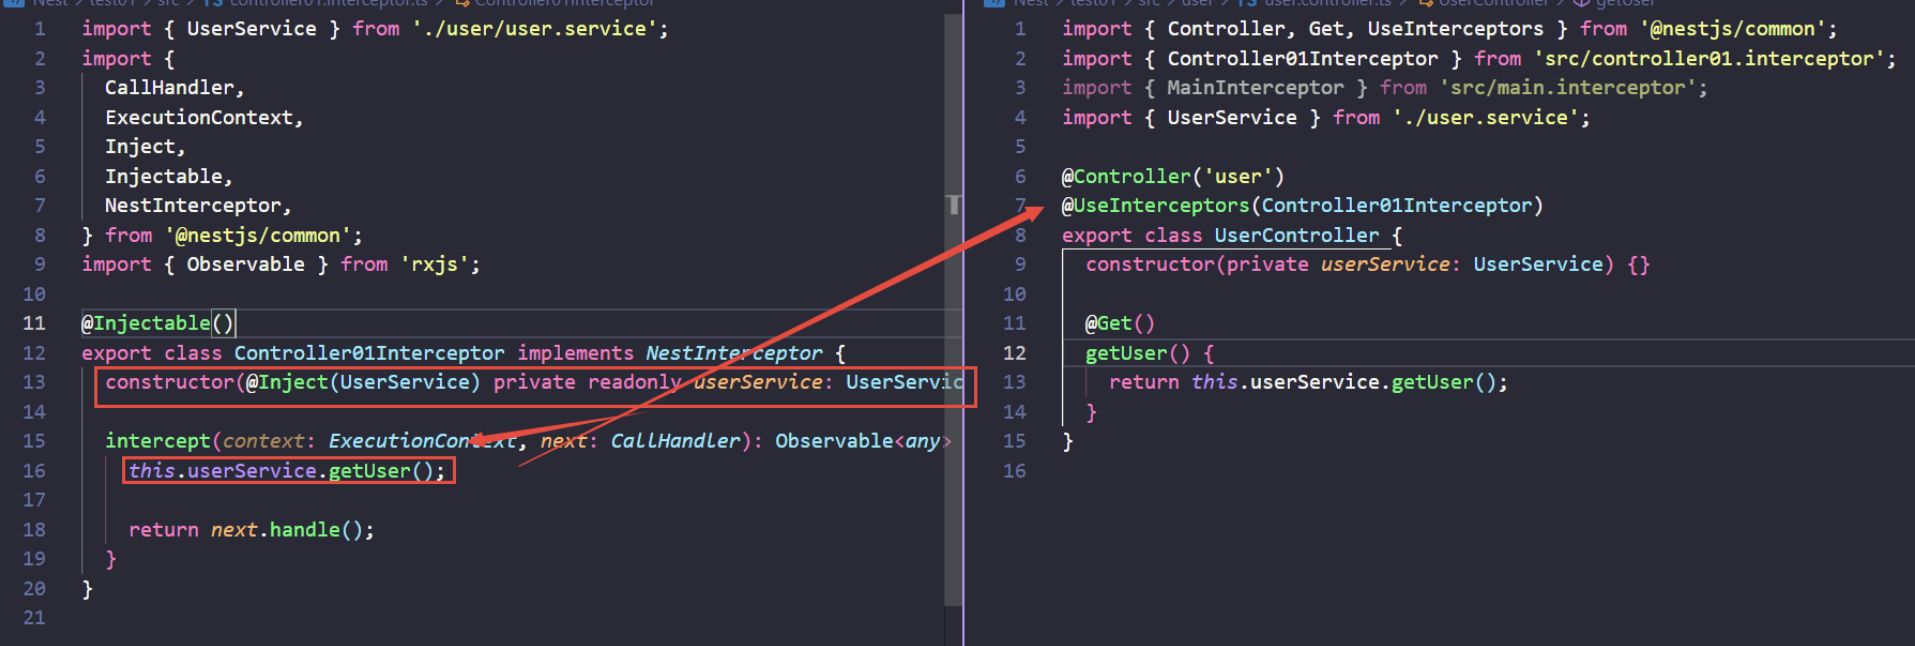 Nest > test01 > src > TS controller01.interceptor.ts > Controller01Interceptor
1 import { UserService } from './user/user.service';
2 import {
3 CallHandler,
4 ExecutionContext,
5 Inject,
6 Injectable,
7 NestInterceptor,
8 } from '@nestjs/common';
9 import { Observable } from 'rxjs';
10
11 @Injectable()
12 export class Controller01Interceptor implements NestInterceptor {
13 constructor(@Inject(UserService) private readonly userService: UserServic
14
15 intercept(context: ExecutionContext, next: CallHandler): Observable<any>
16 this.userService.getUser();
17
18 return next.handle();
19 }
20 }
21
Nest > test01 > src > user > TS user.controller.ts > UserController > getUser
1 import { Controller, Get, UseInterceptors } from '@nestjs/common';
2 import { Controller01Interceptor } from 'src/controller01.interceptor';
3 import { MainInterceptor } from 'src/main.interceptor';
4 import { UserService } from './user.service';
5
6 @Controller('user')
7 @UseInterceptors(Controller01Interceptor)
8 export class UserController {
9 constructor(private userService: UserService) {}
10
11 @Get()
12 getUser() {
13 return this.userService.getUser();
14 }
15 }
16